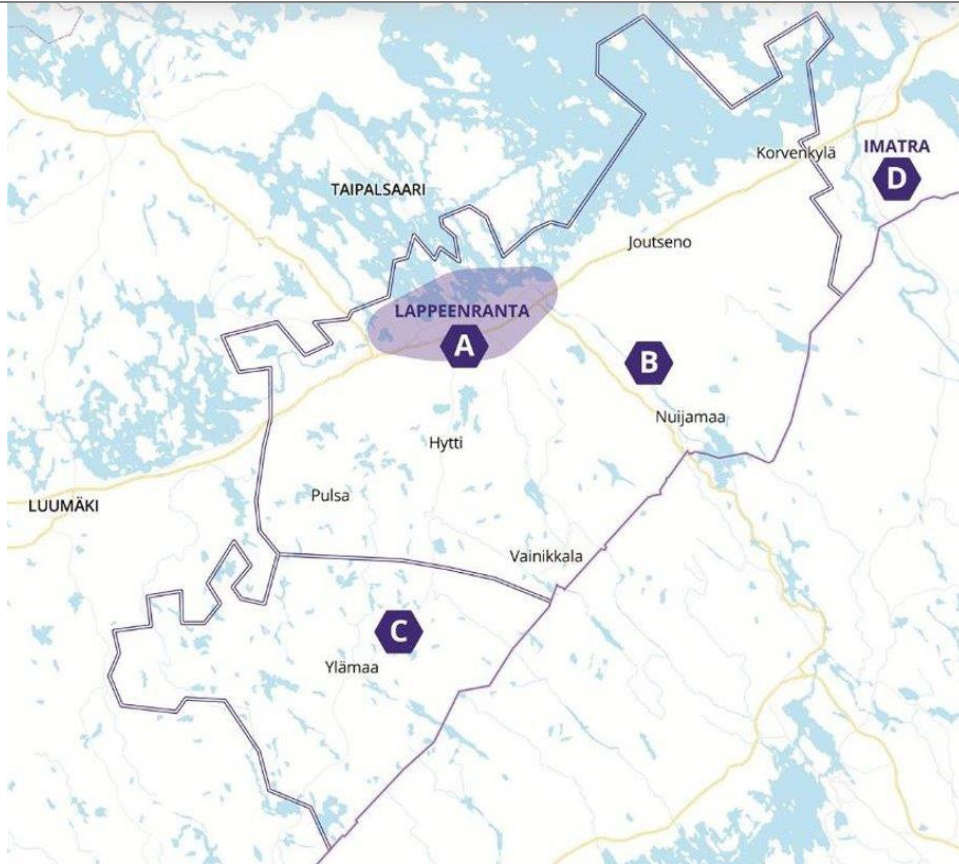 Korvenkylä
IMATRA
D
TAIPALSAARI
Joutseno
LAPPEENRANTA
A
B
Nuijamaa
Hytti
Pulsa
LUUMÄKI
Vainikkala
C
Ylämaa